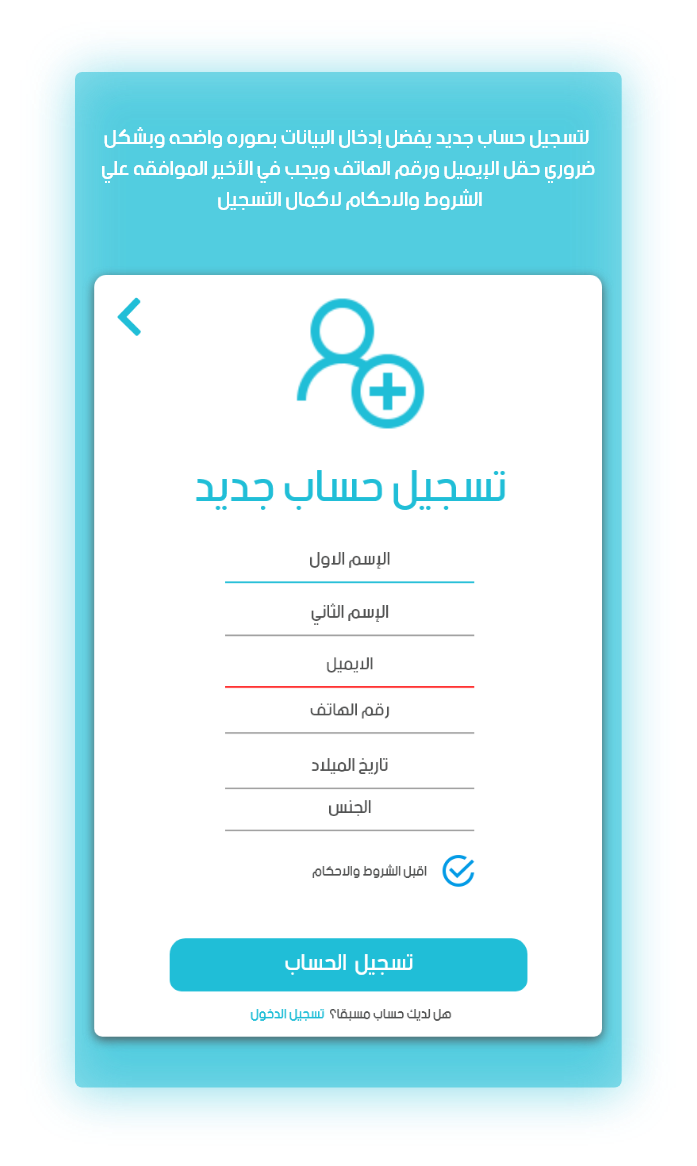 لتسجيل حساب جديد يفضل إدخال البيانات بصوره واضحه وبشكل
ضروري حقل الإيميل ورقم الهاتف ويجب في الأخير الموافقه علي
الشروط والاحكام لاكمال التسجيل
تسجيل حساب جديد
الإسم الاول
الإسم الثاني
الايميل
رقم الهاتف
تاريخ الميلاد
الجنس
اقبل الشروط والاحكام
تسجيل الحساب
هل لديك حساب مسبقا؟ تسجيل الدخول